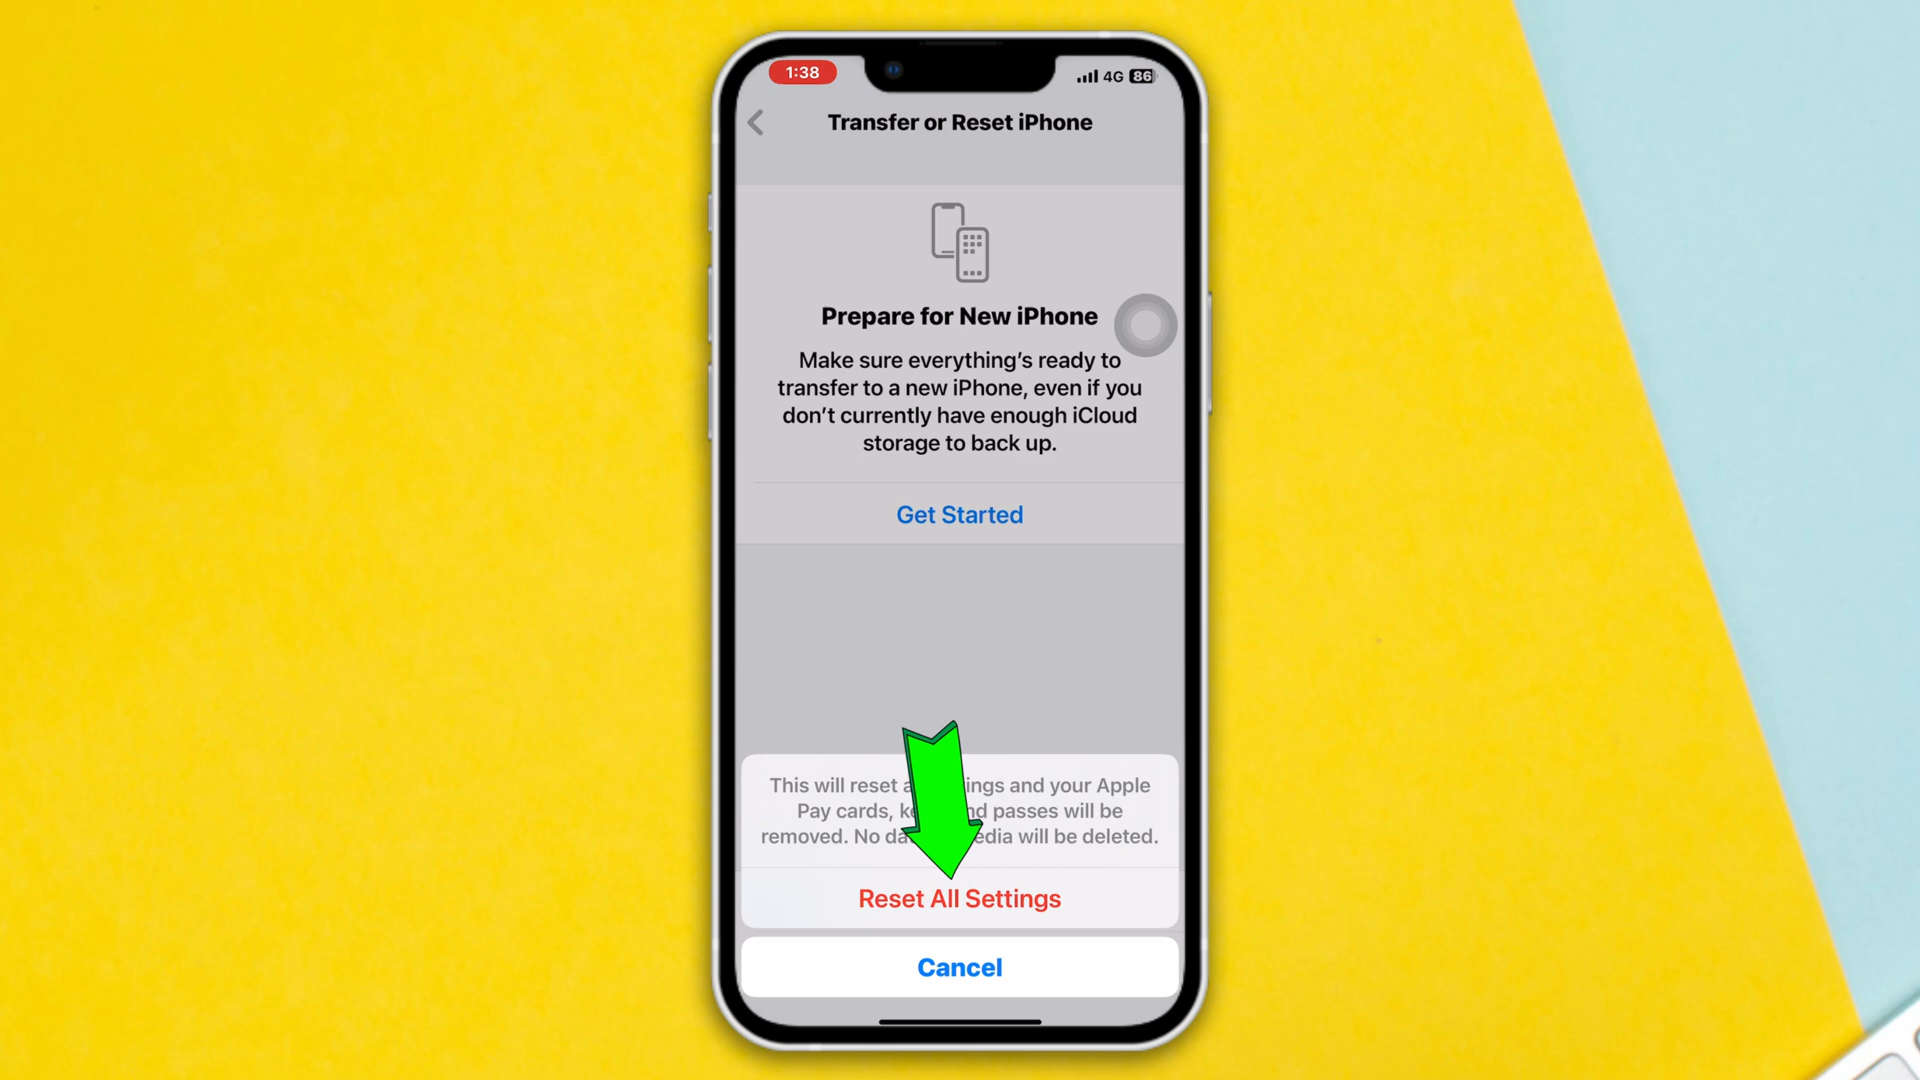 1:38
4G 86
Transfer or Reset iPhone
Prepare for New iPhone
Make sure everything's ready to
transfer to a new iPhone, even if you
don't currently have enough iCloud
storage to back up.
Get Started
This will reset a ings and your Apple
Pay cards, nd passes will be
removed. No da edia will be deleted.
Reset All Settings
Cancel